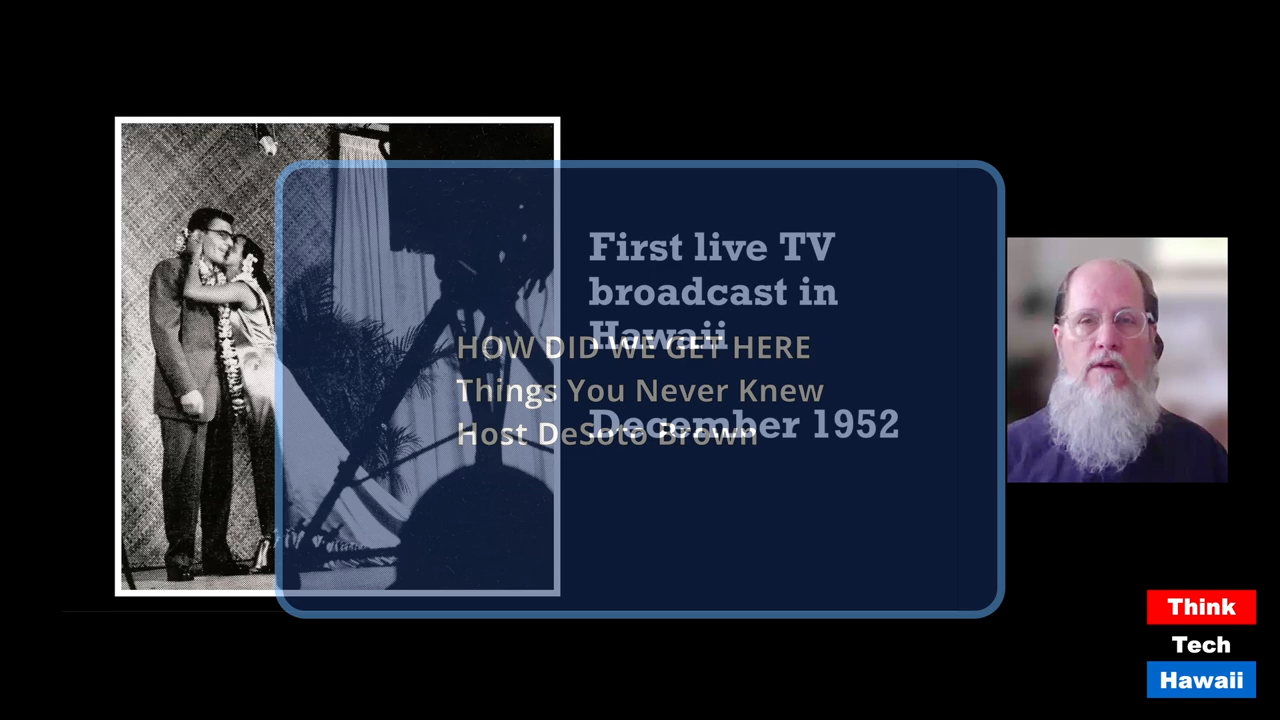 First live TV
broadcast in
Hawaii
December 1952
HOW DID WE GET HERE
Things You Never Knew
Host DeSoto Brown
Think
Tech
Hawaii